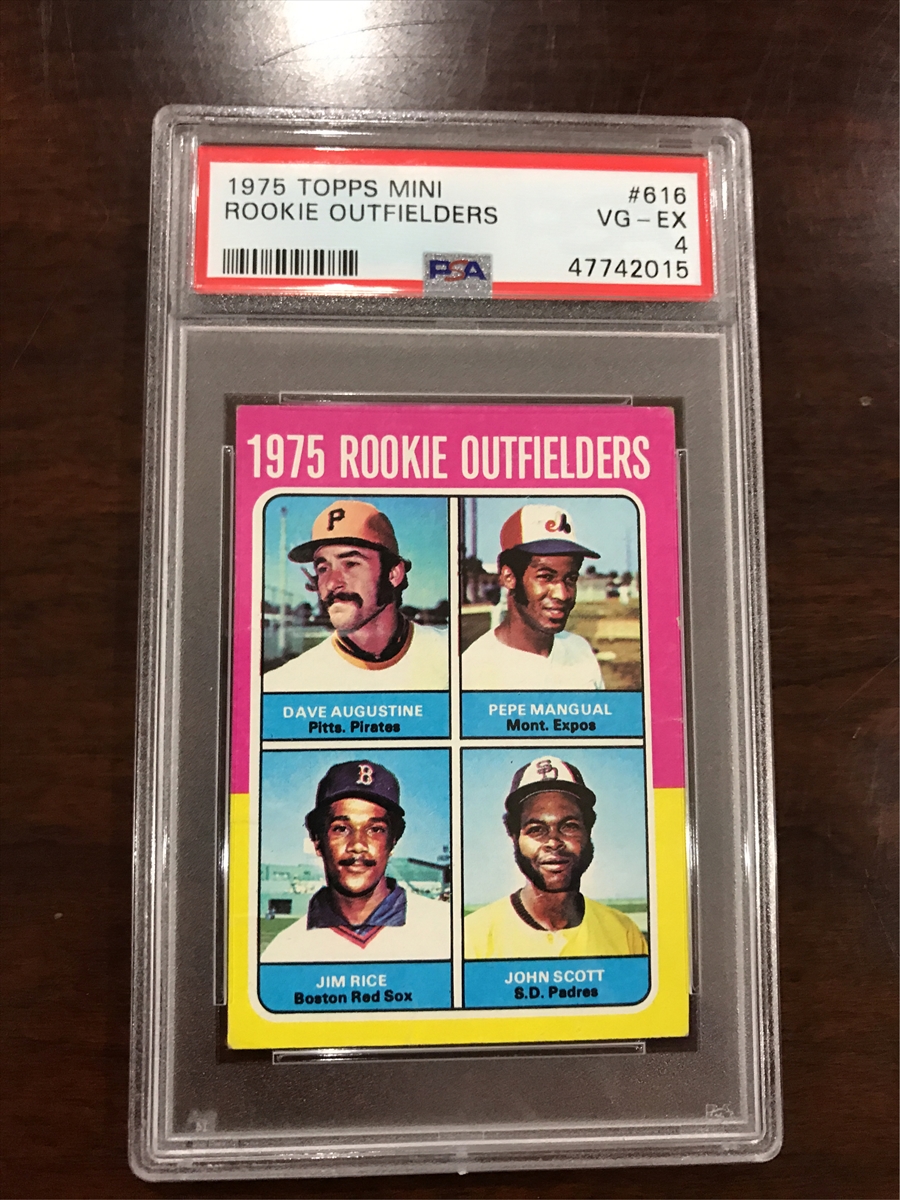 1975 TOPPS MINI #616
ROOKIE OUTFIELDERS VG – EX
4
PSA 47742015
1975 ROOKIE OUTFIELDERS
P
eb
DAVE AUGUSTINE
Pitts. Pirates
PEPE MANGUAL
Mont. Expos
B
SD
JIM RICE
Boston Red Sox
JOHN SCOTT
S.D. Padres